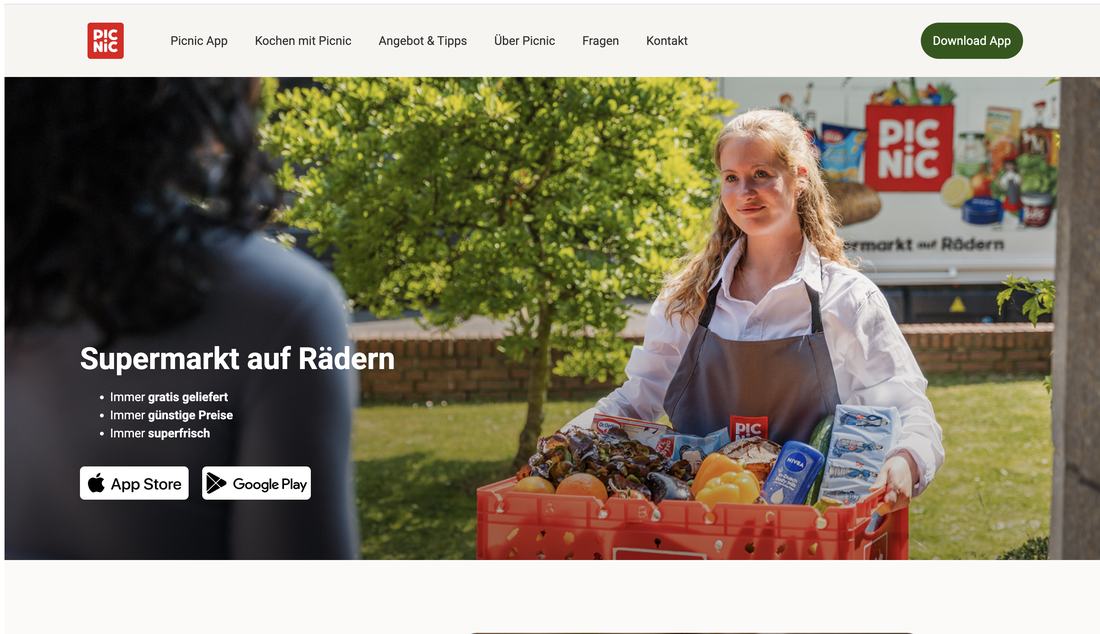 PIC
NiC
Picnic App
Kochen mit Picnic
Angebot & Tipps
Über Picnic
Fragen
Kontakt
Download App
PIC
NiC
ermarkt auf Rädern
Supermarkt auf Rädern
• Immer gratis geliefert
• Immer günstige Preise
• Immer superfrisch
App Store
Google Play
PIC
NIVEA